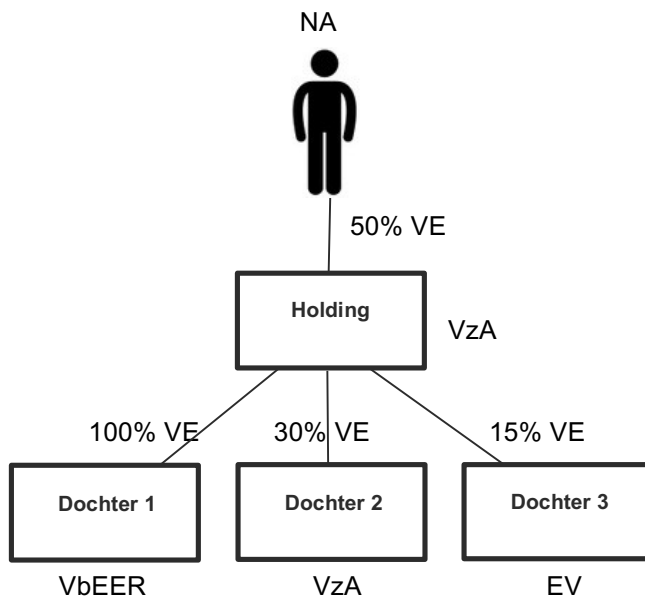 NA
50% VE
Holding
VzA
100% VE
30% VE
15% VE
Dochter 1
Dochter 2
Dochter 3
VbEER
VzA
EV